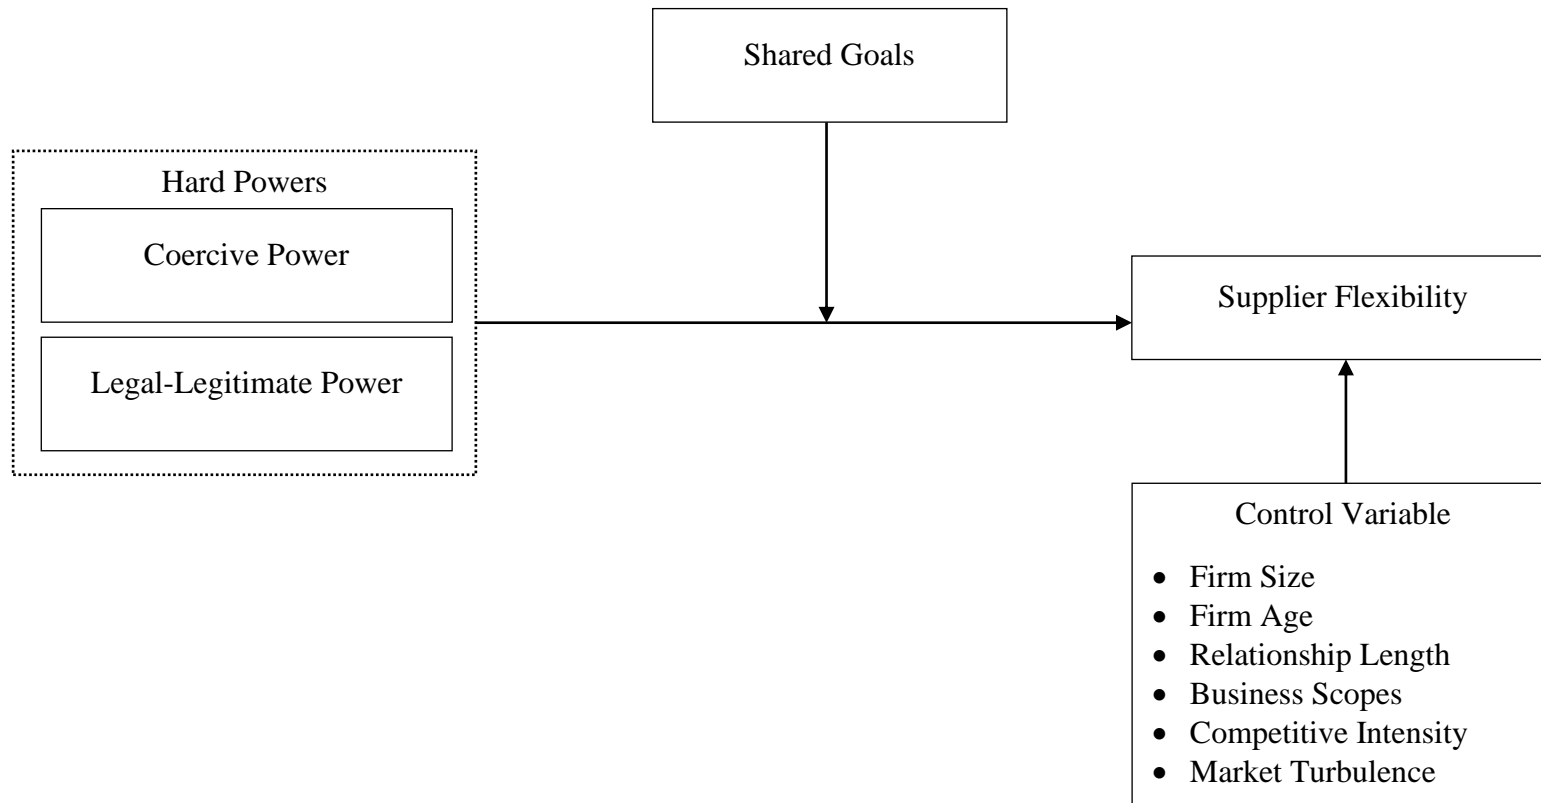 Shared Goals
Hard Powers
Coercive Power
Legal-Legitimate Power
Supplier Flexibility
Control Variable
• Firm Size
• Firm Age
• Relationship Length
• Business Scopes
• Competitive Intensity
• Market Turbulence